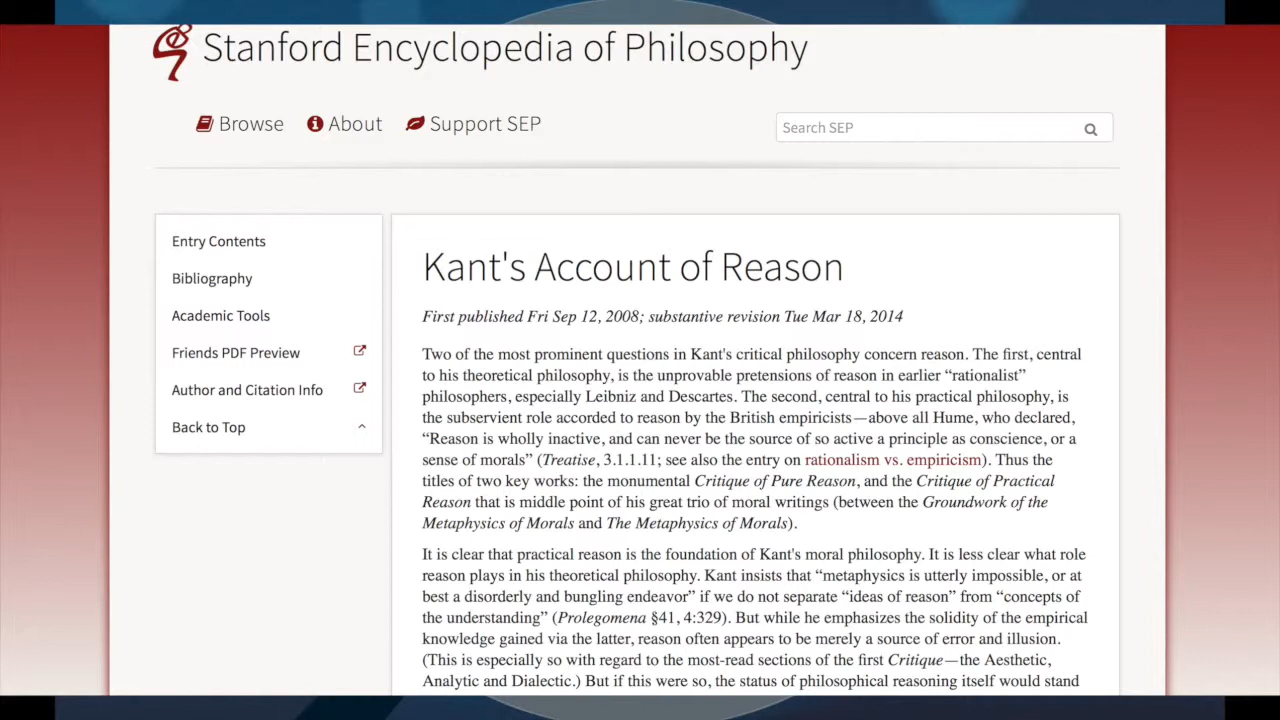 Stanford Encyclopedia of Philosophy
Browse
About
Support SEP
Search SEP
Entry Contents
Bibliography
Academic Tools
Friends PDF Preview
Author and Citation Info
Back to Top
Kant's Account of Reason
First published Fri Sep 12, 2008; substantive revision Tue Mar 18, 2014
Two of the most prominent questions in Kant's critical philosophy concern reason. The first, central
to his theoretical philosophy, is the unprovable pretensions of reason in earlier “rationalist”
philosophers, especially Leibniz and Descartes. The second, central to his practical philosophy, is
the subservient role accorded to reason by the British empiricists—above all Hume, who declared,
“Reason is wholly inactive, and can never be the source of so active a principle as conscience, or a
sense of morals” (Treatise, 3.1.1.11; see also the entry on rationalism vs. empiricism). Thus the
titles of two key works: the monumental Critique of Pure Reason, and the Critique of Practical
Reason that is middle point of his great trio of moral writings (between the Groundwork of the
Metaphysics of Morals and The Metaphysics of Morals).
It is clear that practical reason is the foundation of Kant's moral philosophy. It is less clear what role
reason plays in his theoretical philosophy. Kant insists that “metaphysics is utterly impossible, or at
best a disorderly and bungling endeavor” if we do not separate “ideas of reason” from “concepts of
the understanding” (Prolegomena §41, 4:329). But while he emphasizes the solidity of the empirical
knowledge gained via the latter, reason often appears to be merely a source of error and illusion.
(This is especially so with regard to the most-read sections of the first Critique—the Aesthetic,
Analytic and Dialectic.) But if this were so, the status of philosophical reasoning itself would stand